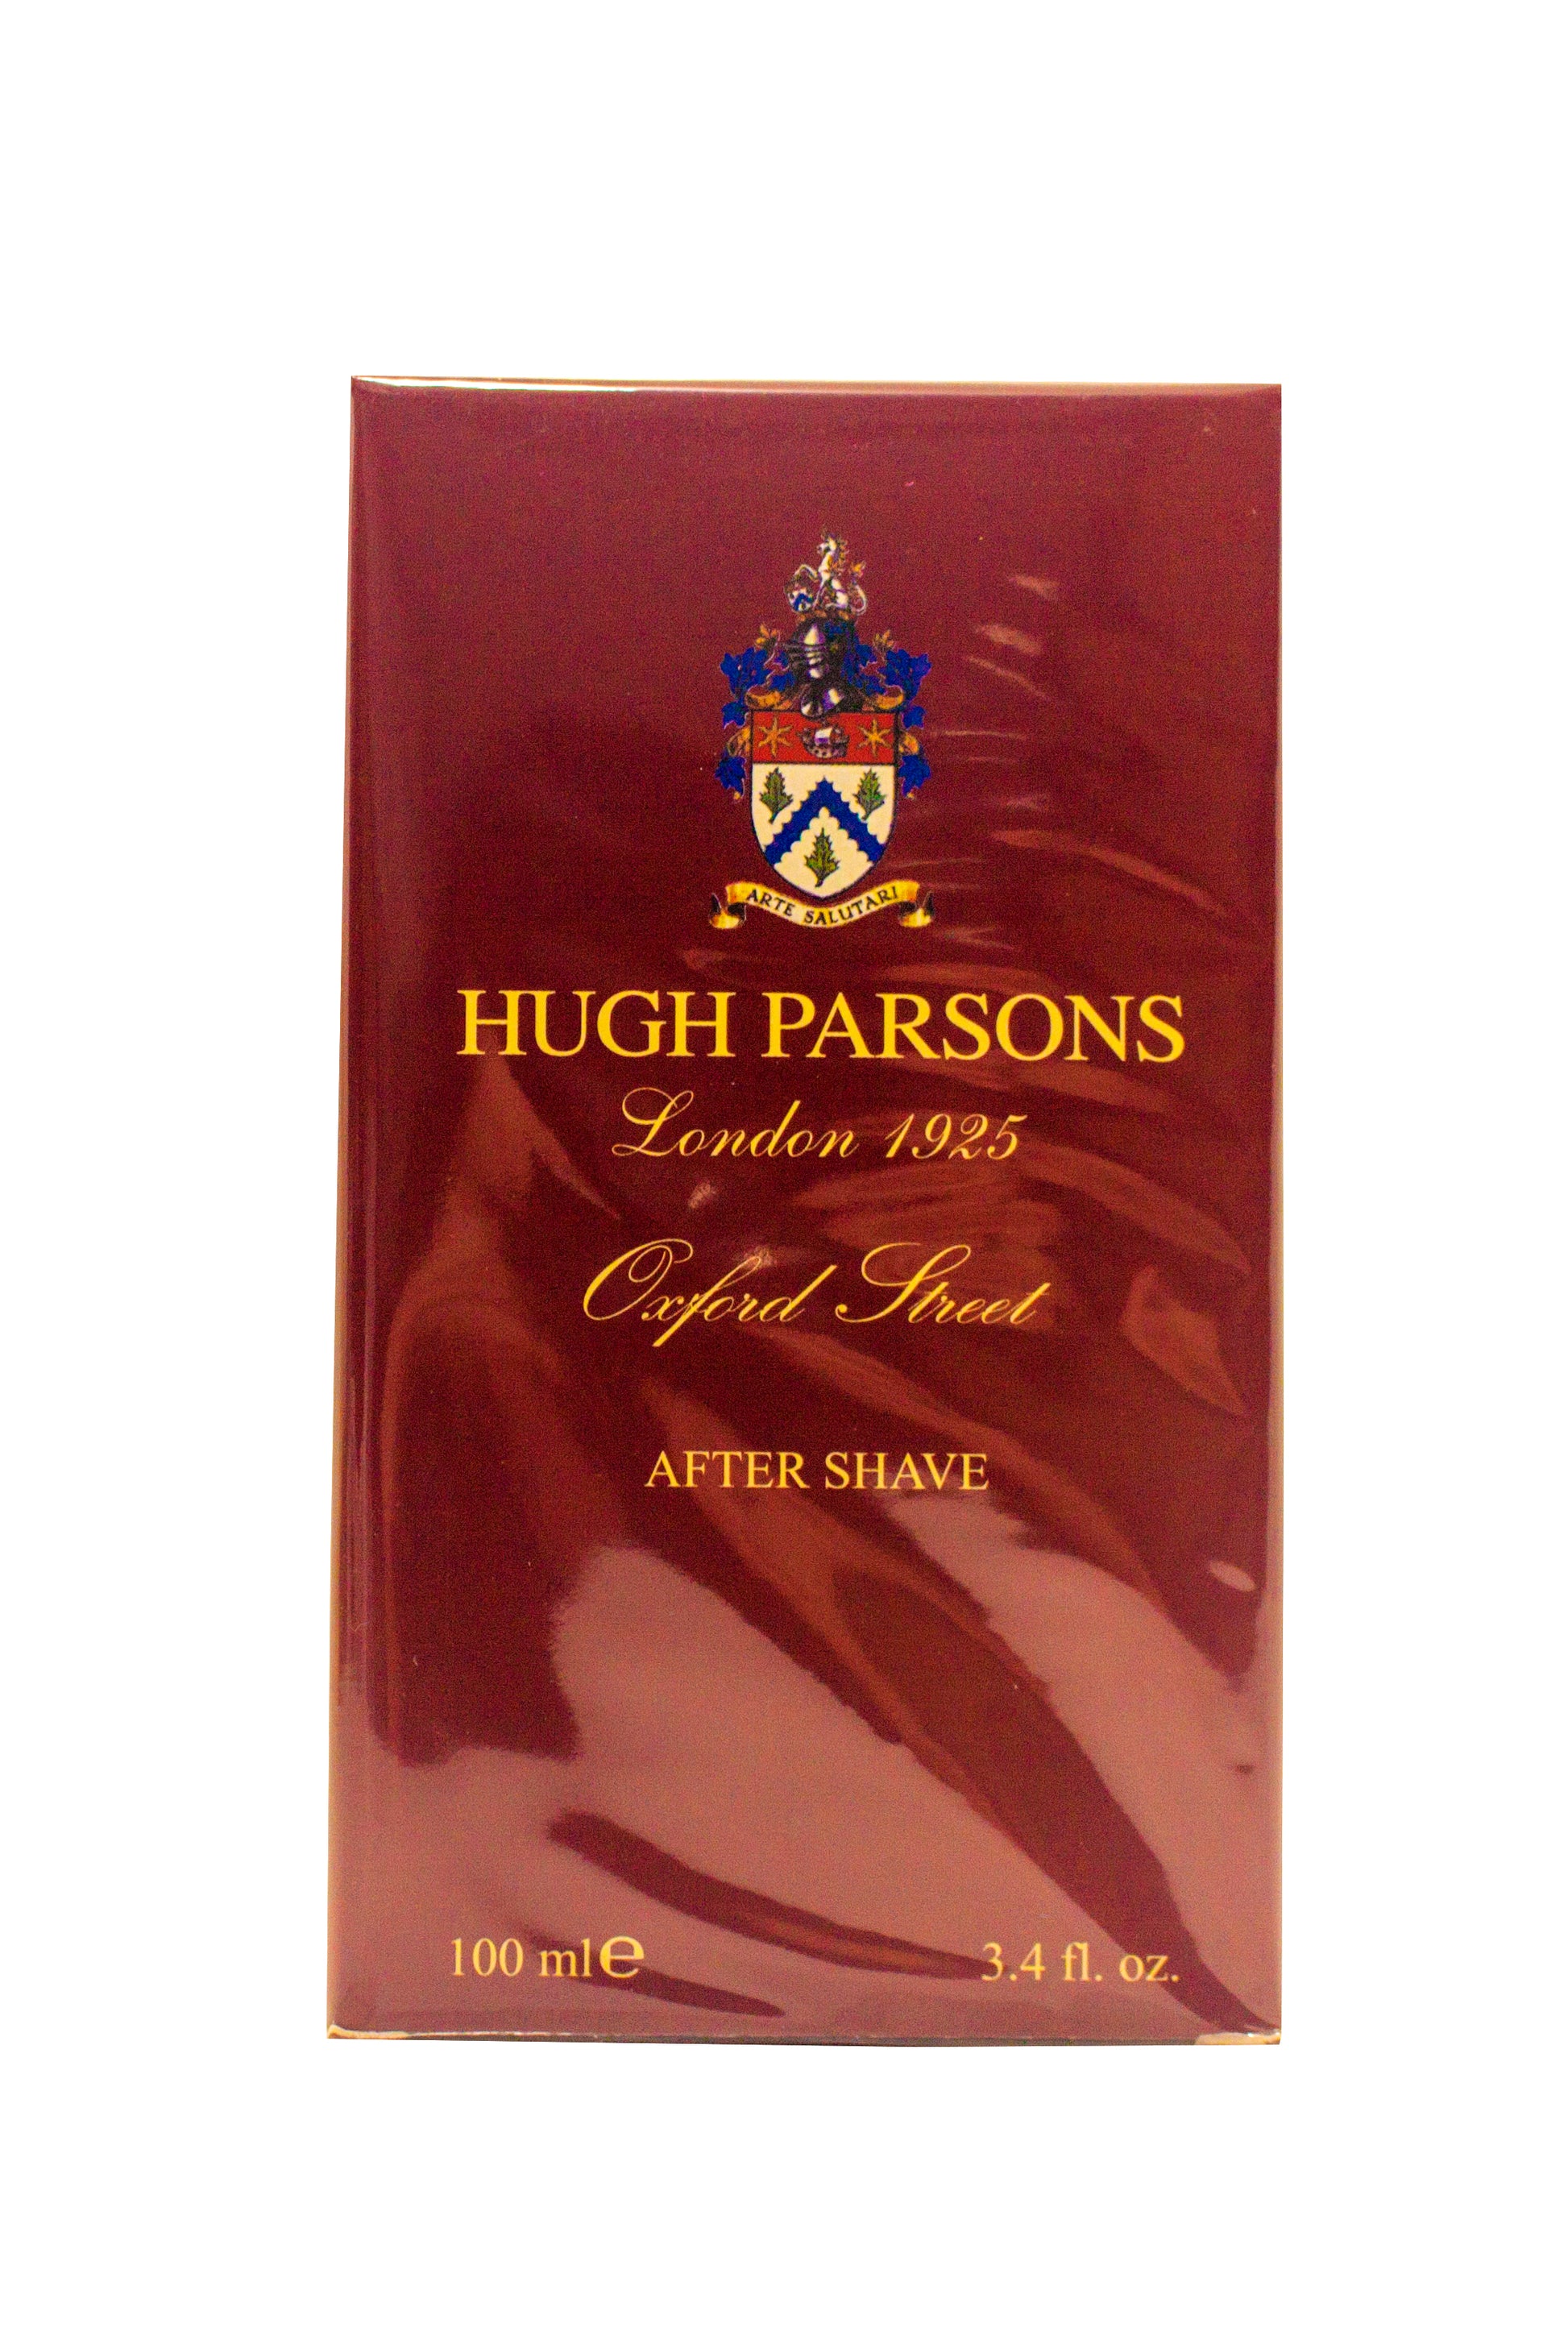 ARTE SALUTARI
HUGH PARSONS
London 1925
Oxford Street
AFTER SHAVE
100 ml℮ 3.4 fl. oz.